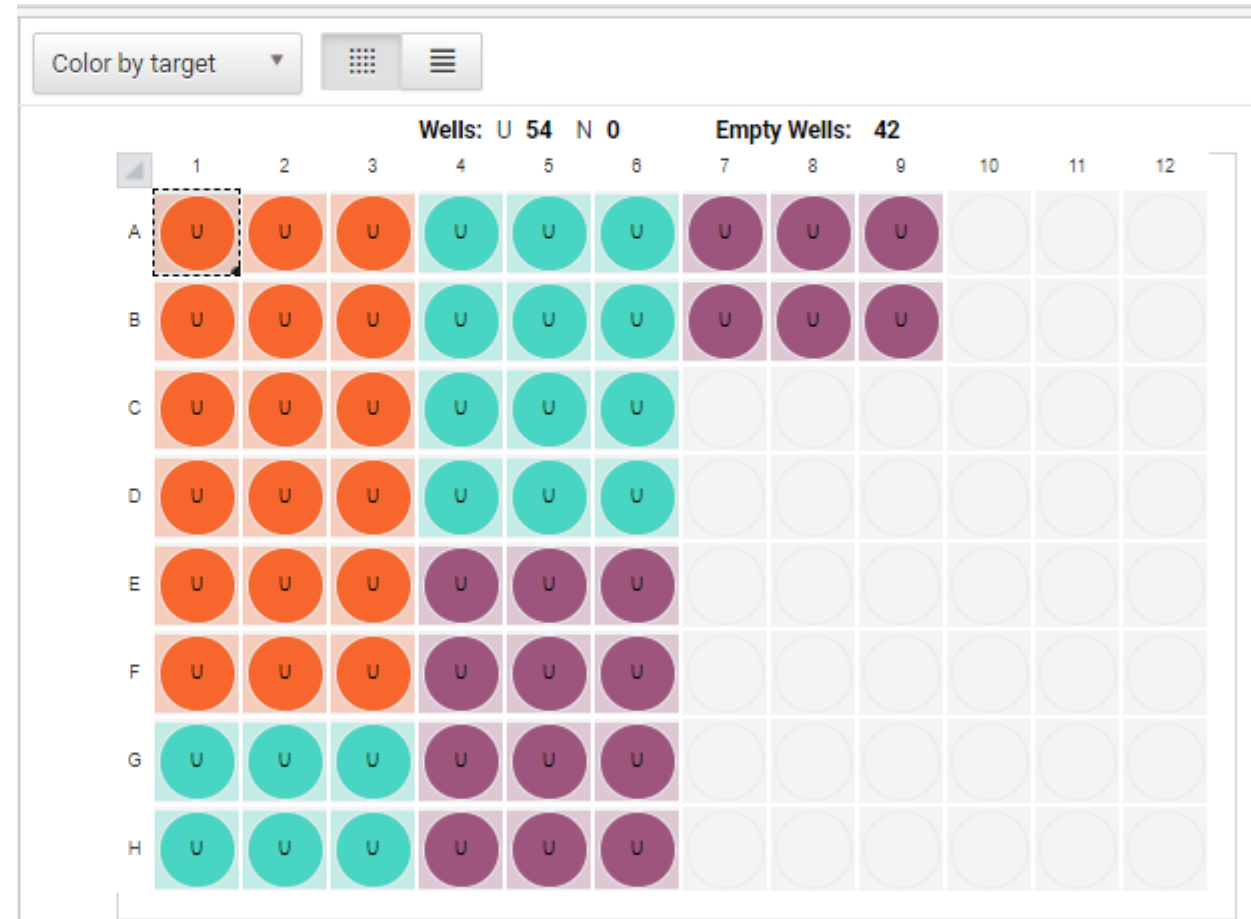 Color by target
Wells: U 54 N 0 Empty Wells: 42
1 2 3 4 5 6 7 8 9 10 11 12
A U U U U U U U U U
B U U U U U U U U U
C U U U U U U
D U U U U U U
E U U U U U U
F U U U U U U
G U U U U U U
H U U U U U U